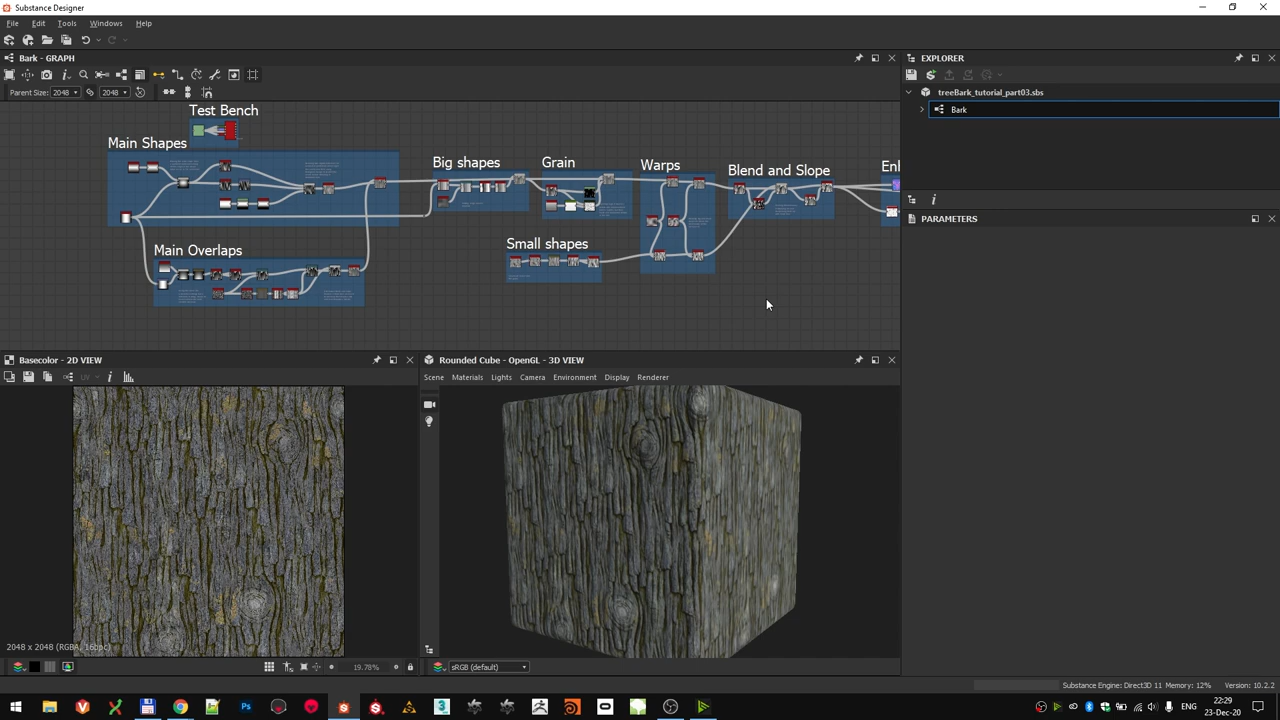 Substance Designer
File Edit Tools Windows Help
Bark - GRAPH
Parent Size: 2048 2048
Test Bench
Main Shapes
Big shapes
Grain
Warps
Blend and Slope
Enl
Main Overlaps
Small shapes
EXPLORER
treeBark_tutorial_part03.sbs
Bark
PARAMETERS
Basecolor - 2D VIEW
UV
2048 x 2048 (RGBA, 16bpc)
19.78%
Rounded Cube - OpenGL - 3D VIEW
Scene Materials Lights Camera Environment Display Renderer
sRGB (default)
Substance Engine: Direct3D 11 Memory: 12% Version: 10.2.2
ENG
22:29
23-Dec-20